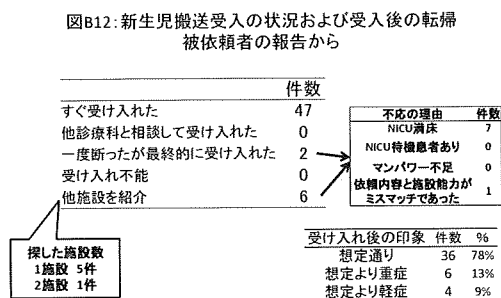 図B12:新生児搬送受入の状況および受入後の転帰
被依頼者の報告から
件数
すぐ受け入れた 47
他診療科と相談して受け入れた 0
一度断ったが最終的に受け入れた 2
受け入れ不能 0
他施設を紹介 6
不応の理由 件数
NICU満床 7
NICU待機患者あり 0
マンパワー不足 0
依頼内容と施設能力が
ミスマッチであった 1
探した施設数
1施設 5件
2施設 1件
受け入れ後の印象 件数 %
想定通り 36 78%
想定より重症 6 13%
想定より軽症 4 9%